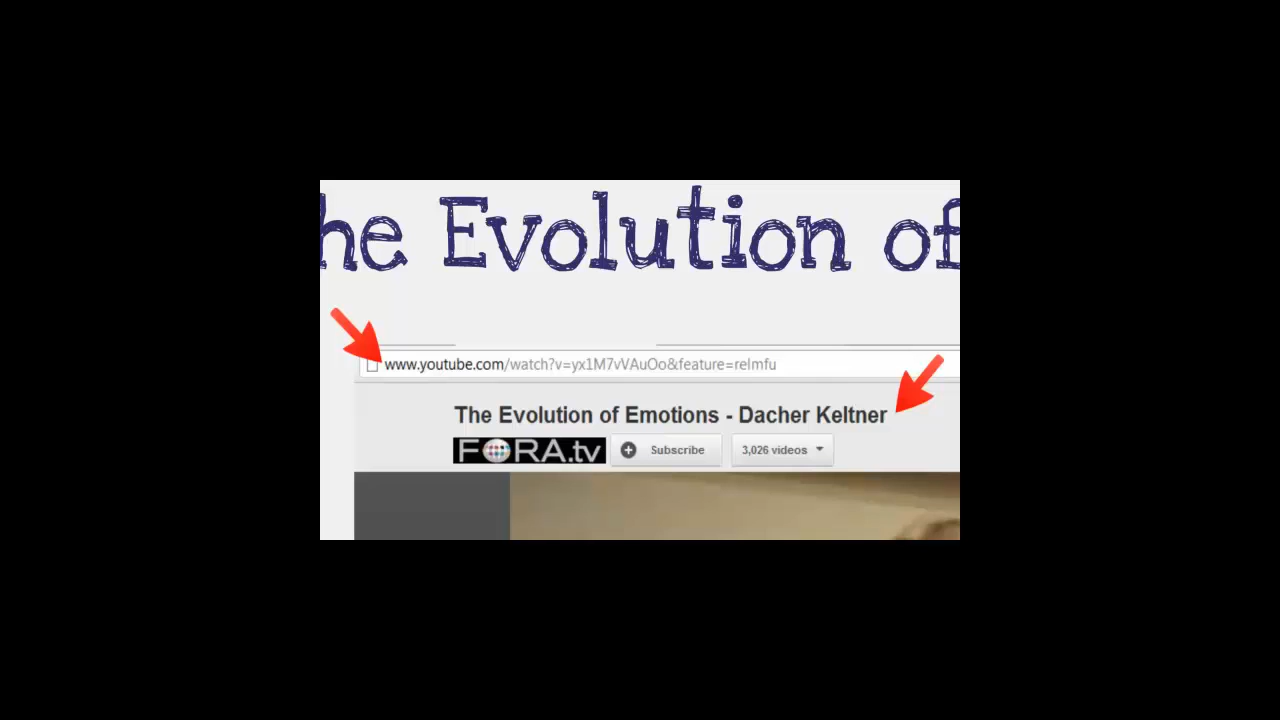 he Evolution of
www.youtube.com/watch?v=yx1M7vVAuOo&feature=relmfu
The Evolution of Emotions - Dacher Keltner
FORA.tv Subscribe 3,026 videos